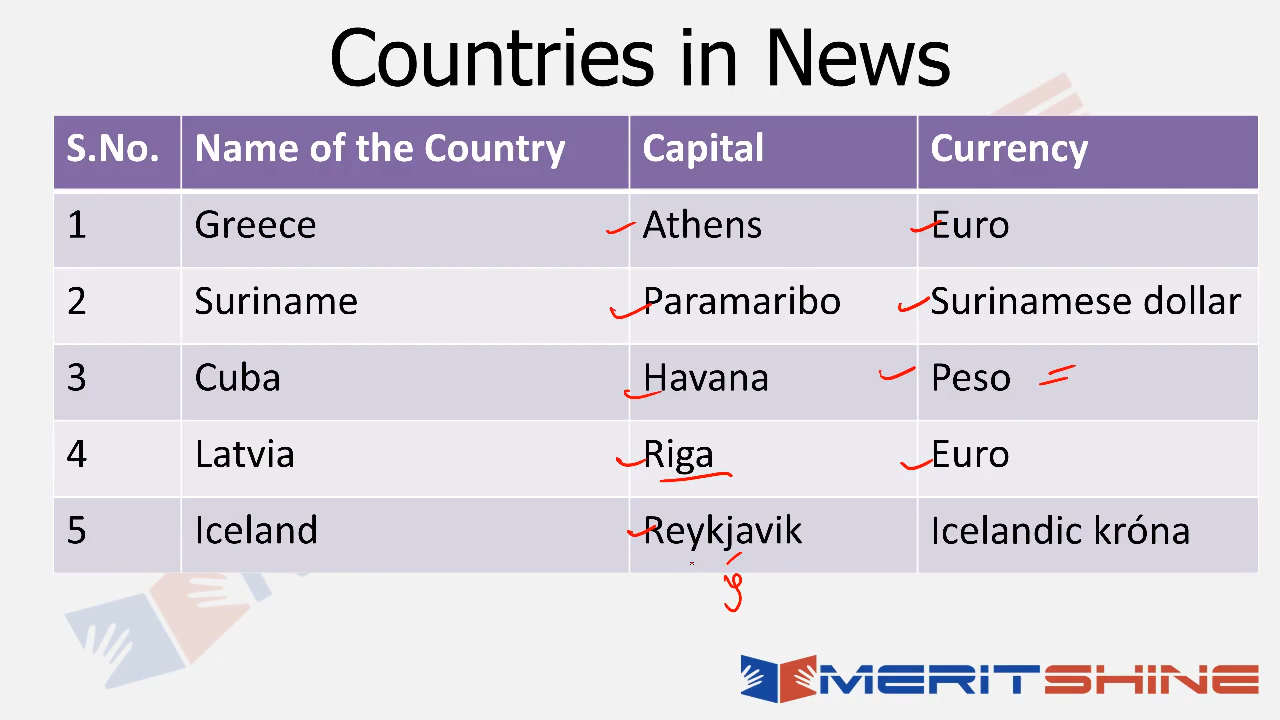 Countries in News
S.No. Name of the Country Capital Currency
1 Greece Athens Euro
2 Suriname Paramaribo Surinamese dollar
3 Cuba Havana Peso
4 Latvia Riga Euro
5 Iceland Reykjavik Icelandic króna
MERITSHINE